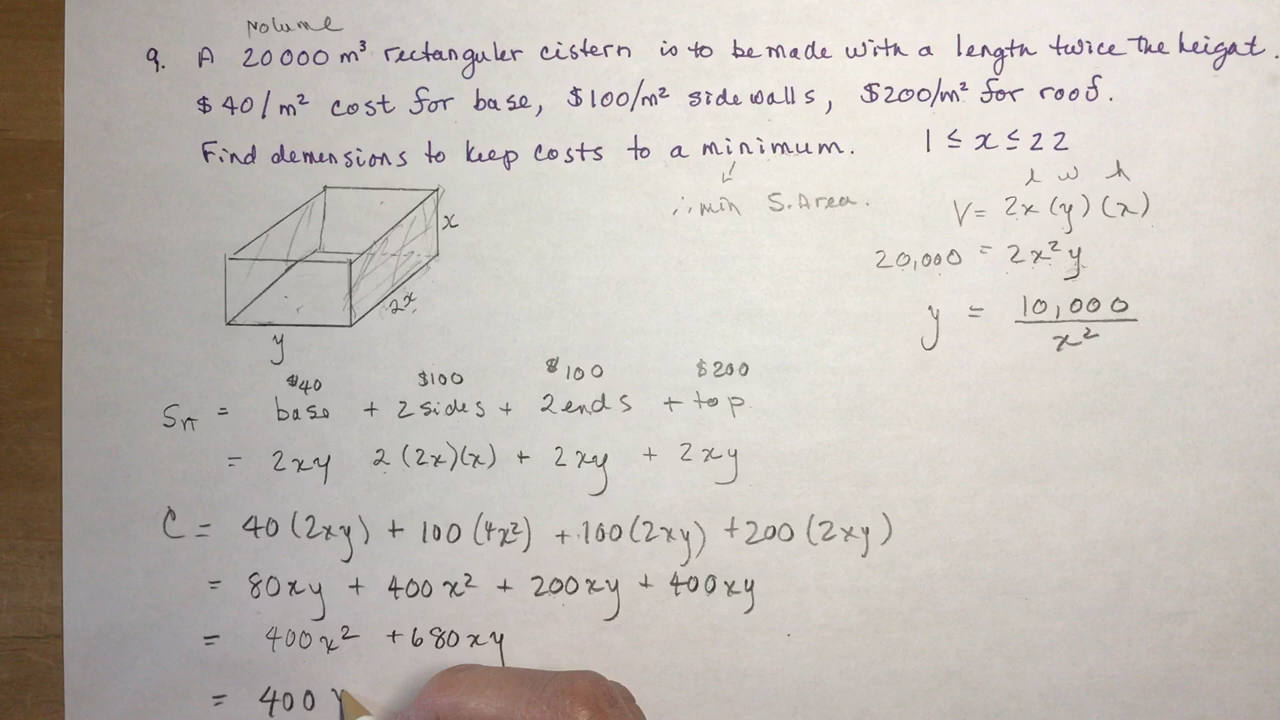 Volume
9. A 20000 m³ rectanguler cistern is to be made with a length twice the heigat.
$40/m² cost for base, $100/m² side walls, $200/m² for roof.
Find demensions to keep costs to a minimum. 1 ≤ x ≤ 22
∴ min S. Area.
l w h
V = 2x (y) (x)
20,000 = 2x²y
y = 10,000 / x²
x
2x
y
$40 $100 $100 $200
= base + 2 sides + 2 ends + top
= 2xy 2(2x)(x) + 2xy + 2xy
C = 40(2xy) + 100(4x²) + 100(2xy) + 200(2xy)
= 80xy + 400x² + 200xy + 400xy
= 400x² + 680xy
= 400